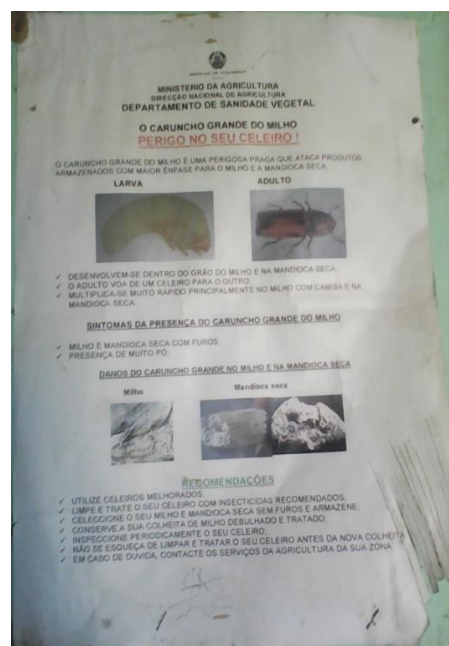 MINISTERIO DA AGRICULTURA
DIRECÇÃO NACIONAL DE AGRICULTURA
DEPARTAMENTO DE SANIDADE VEGETAL
O CARUNCHO GRANDE DO MILHO
PERIGO NO SEU CELEIRO !
O CARUNCHO GRANDE DO MILHO É UMA PERIGOSA PRAGA QUE ATACA PRODUTOS
ARMAZENADOS COM MAIOR ÊNFASE PARA O MILHO E A MANDIOCA SECA
LARVA
ADULTO
✓ DESENVOLVEM-SE DENTRO DO GRÃO DO MILHO E NA MANDIOCA SECA;
✓ O ADULTO VOA DE UM CELEIRO PARA O OUTRO;
✓ MULTIPLICA-SE MUITO RÁPIDO PRINCIPALMENTE NO MILHO COM CAMISA E NA
MANDIOCA SECA.
SINTOMAS DA PRESENÇA DO CARUNCHO GRANDE DO MILHO
✓ MILHO E MANDIOCA SECA COM FUROS;
✓ PRESENÇA DE MUITO PÓ;
DANOS DO CARUNCHO GRANDE NO MILHO E NA MANDIOCA SECA
Milho
Mandioca seca
RECOMENDAÇÕES
✓ UTILIZE CELEIROS MELHORADOS;
✓ LIMPE E TRATE O SEU CELEIRO COM INSECTICIDAS RECOMENDADOS;
✓ CELECCIONE O SEU MILHO E MANDIOCA SECA SEM FUROS E ARMAZENE;
✓ CONSERVE A SUA COLHEITA DE MILHO DEBULHADO E TRATADO;
✓ INSPECCIONE PERIODICAMENTE O SEU CELEIRO;
✓ NÃO SE ESQUEÇA DE LIMPAR E TRATAR O SEU CELEIRO ANTES DA NOVA COLHEITA
✓ EM CASO DE DÚVIDA, CONTACTE OS SERVIÇOS DA AGRICULTURA DA SUA ZONA.